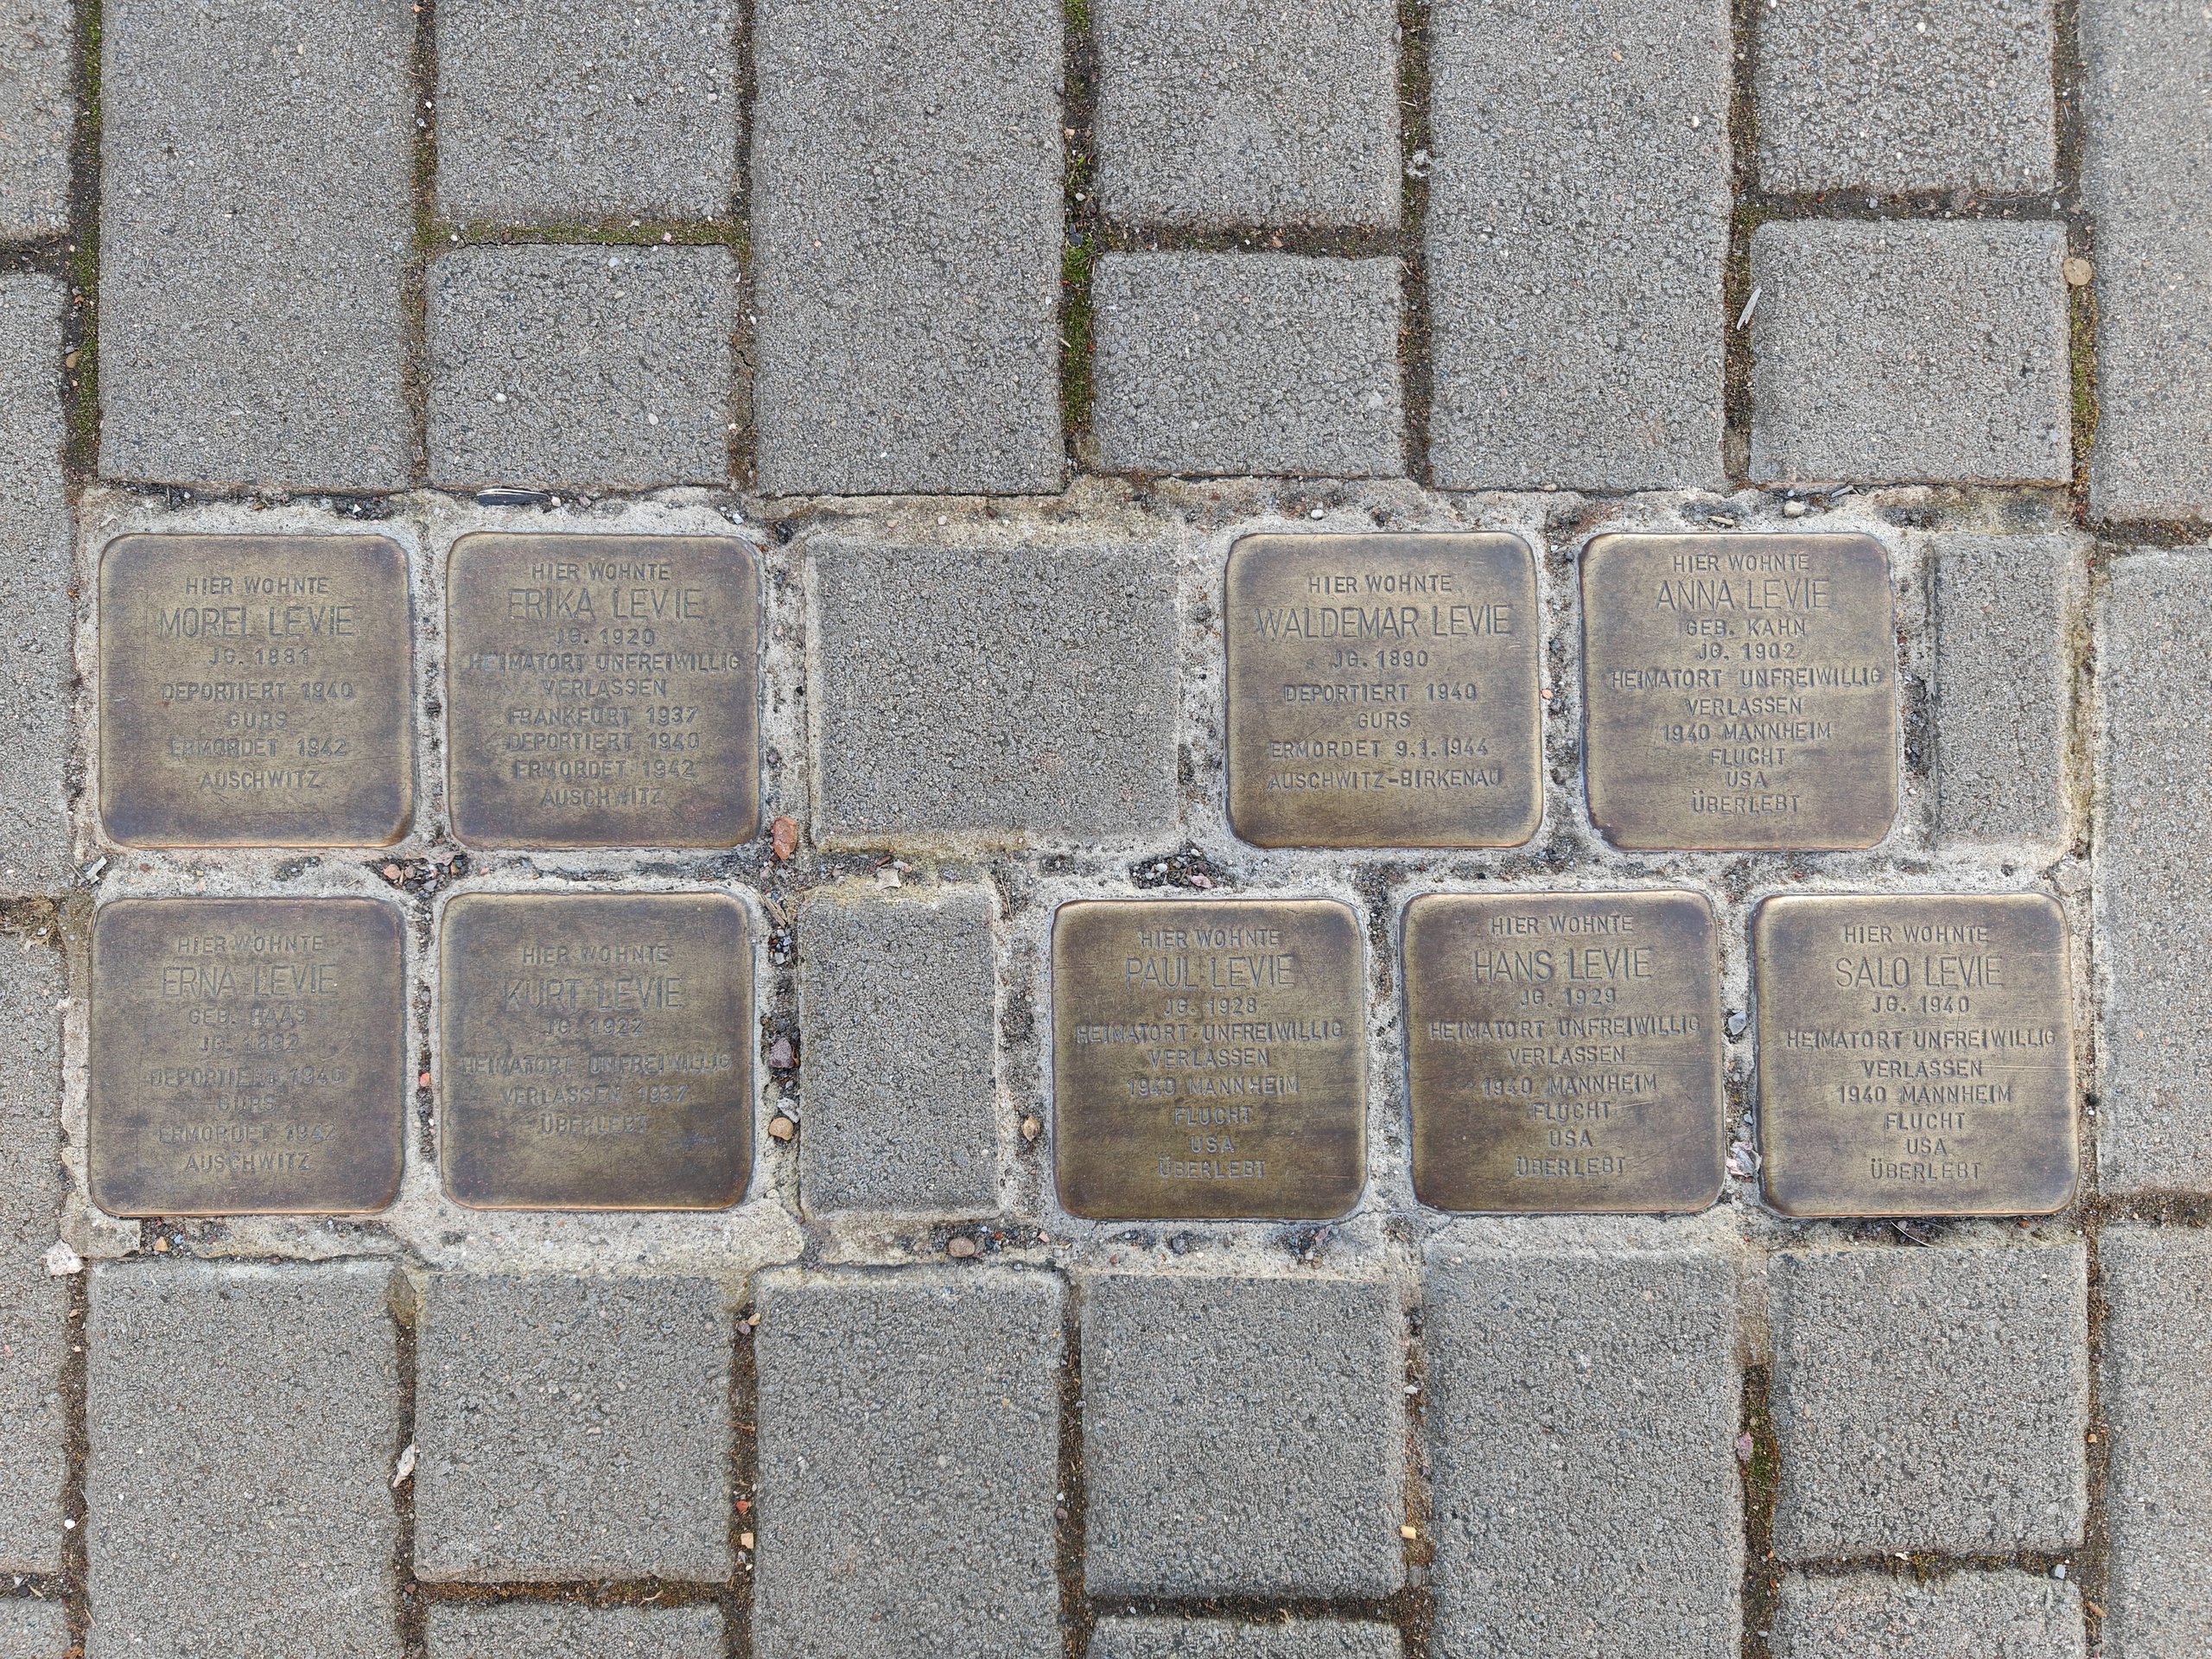 HIER WOHNTE
MOREL LEVIE
JG. 1881
DEPORTIERT 1940
GURS
ERMORDET 1942
AUSCHWITZ
HIER WOHNTE
ERIKA LEVIE
JG. 1920
HEIMATORT UNFREIWILLIG
VERLASSEN
FRANKFURT 1937
DEPORTIERT 1940
ERMORDET 1942
AUSCHWITZ
HIER WOHNTE
WALDEMAR LEVIE
JG. 1890
DEPORTIERT 1940
GURS
ERMORDET 9.1.1944
AUSCHWITZ-BIRKENAU
HIER WOHNTE
ANNA LEVIE
GEB. KAHN
JG. 1902
HEIMATORT UNFREIWILLIG
VERLASSEN
1940 MANNHEIM
FLUCHT
USA
ÜBERLEBT
HIER WOHNTE
ERNA LEVIE
GEB. HAAS
JG. 1892
DEPORTIERT 1940
GURS
ERMORDET 1942
AUSCHWITZ
HIER WOHNTE
KURT LEVIE
JG. 1922
HEIMATORT UNFREIWILLIG
VERLASSEN 1937
ÜBERLEBT
HIER WOHNTE
PAUL LEVIE
JG. 1928
HEIMATORT UNFREIWILLIG
VERLASSEN
1940 MANNHEIM
FLUCHT
USA
ÜBERLEBT
HIER WOHNTE
HANS LEVIE
JG. 1929
HEIMATORT UNFREIWILLIG
VERLASSEN
1940 MANNHEIM
FLUCHT
USA
ÜBERLEBT
HIER WOHNTE
SALO LEVIE
JG. 1940
HEIMATORT UNFREIWILLIG
VERLASSEN
1940 MANNHEIM
FLUCHT
USA
ÜBERLEBT